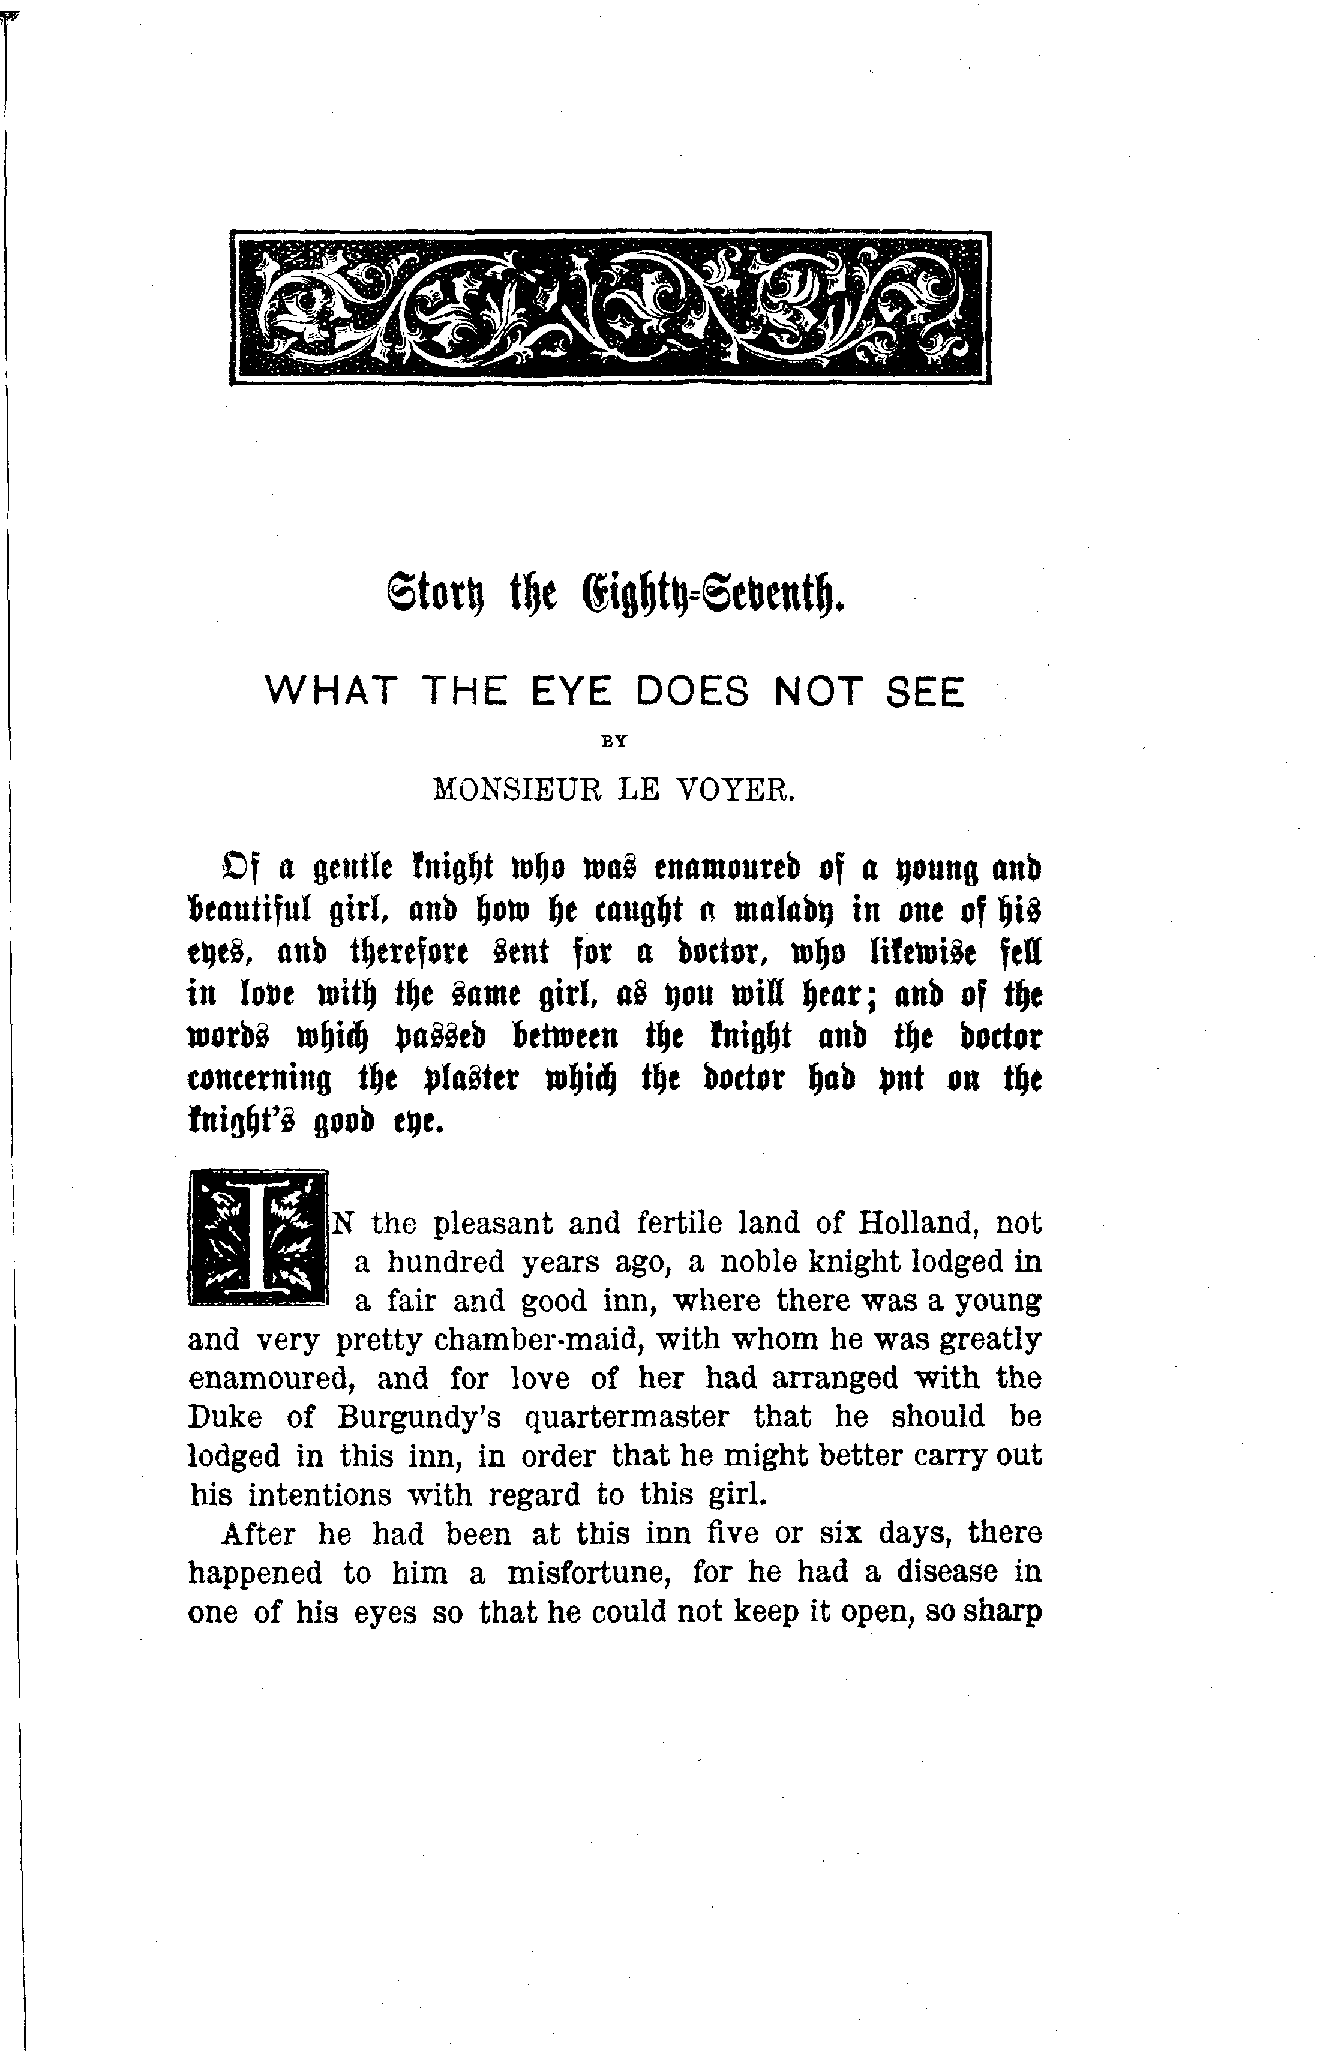 Story the Eighty-Seventh.
WHAT THE EYE DOES NOT SEE
BY
MONSIEUR LE VOYER.
Of a gentle knight who was enamoured of a young and
beautiful girl, and how he caught a malady in one of his
eyes, and therefore sent for a doctor, who likewise fell
in love with the same girl, as you will hear; and of the
words which passed between the knight and the doctor
concerning the plaster which the doctor had put on the
knight's good eye.
IN the pleasant and fertile land of Holland, not
a hundred years ago, a noble knight lodged in
a fair and good inn, where there was a young
and very pretty chamber-maid, with whom he was greatly
enamoured, and for love of her had arranged with the
Duke of Burgundy's quartermaster that he should be
lodged in this inn, in order that he might better carry out
his intentions with regard to this girl.
After he had been at this inn five or six days, there
happened to him a misfortune, for he had a disease in
one of his eyes so that he could not keep it open, so sharp